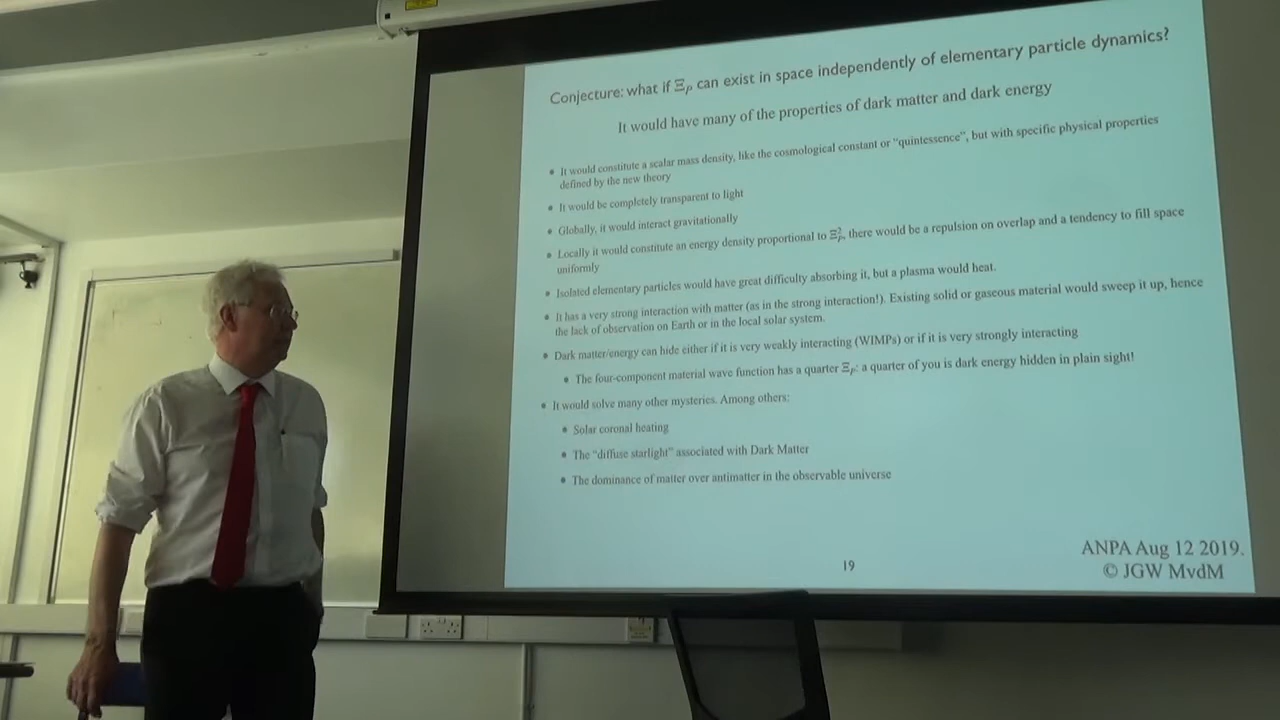 Conjecture: what if Ξₚ can exist in space independently of elementary particle dynamics?
It would have many of the properties of dark matter and dark energy
• It would constitute a scalar mass density, like the cosmological constant or “quintessence”, but with specific physical properties
defined by the new theory
• It would be completely transparent to light
• Globally, it would interact gravitationally
• Locally it would constitute an energy density proportional to Ξ²ₚ, there would be a repulsion on overlap and a tendency to fill space
uniformly
• Isolated elementary particles would have great difficulty absorbing it, but a plasma would heat.
• It has a very strong interaction with matter (as in the strong interaction!). Existing solid or gaseous material would sweep it up, hence
the lack of observation on Earth or in the local solar system.
• Dark matter/energy can hide either if it is very weakly interacting (WIMPs) or if it is very strongly interacting
• The four-component material wave function has a quarter Ξₚ: a quarter of you is dark energy hidden in plain sight!
• It would solve many other mysteries. Among others:
• Solar coronal heating
• The “diffuse starlight” associated with Dark Matter
• The dominance of matter over antimatter in the observable universe
19
ANPA Aug 12 2019.
© JGW MvdM